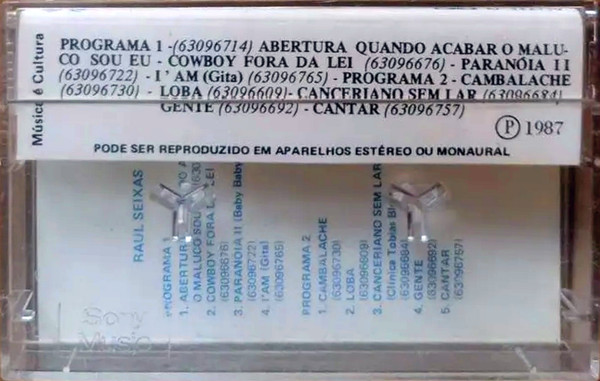 Música é Cultura
PROGRAMA 1 -(63096714) ABERTURA QUANDO ACABAR O MALU-
CO SOU EU - COWBOY FORA DA LEI (63096676) - PARANÓIA II
(63096722) - I'AM (Gita) (63096765) - PROGRAMA 2 - CAMBALACHE
(63096730) - LOBA (63096609)- CANCERIANO SEM LAR (63096684)
GENTE (63096692) - CANTAR (63096757)
P 1987
PODE SER REPRODUZIDO EM APARELHOS ESTÉREO OU MONAURAL
RAUL SEIXAS
PROGRAMA 1
1. ABERTURA
O MALUCO SOU
2. COWBOY FORA LEI
(63096676)
3. PARANÓIA II (Baby Baby
(63096722)
4. I'AM (Gita)
(63096765)
PROGRAMA 2
1. CAMBALACHE
(63096730)
2. LOBA
(63096609)
3. CANCERIANO SEM LAR
(Clínica Tobias
(63096684)
4. GENTE
(63096692)
5. CANTAR
(63096757)
Sony
Music